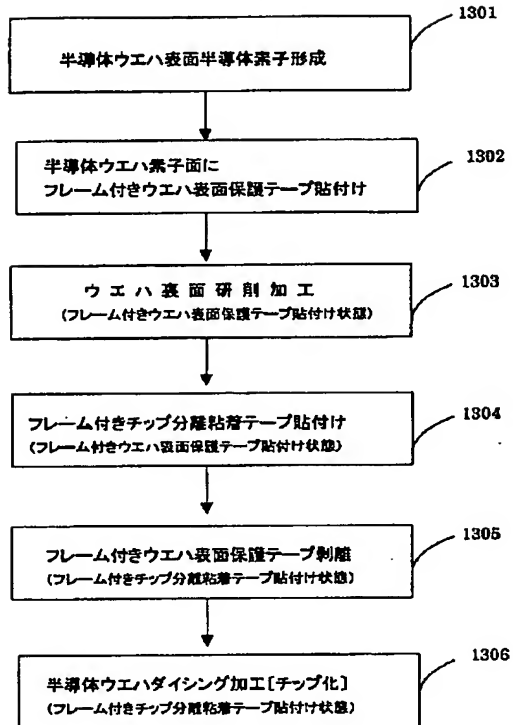 1301
半導体ウエハ表面半導体素子形成
1302
半導体ウエハ素子面に
フレーム付きウエハ表面保護テープ貼付け
1303
ウエハ裏面研削加工
(フレーム付きウエハ表面保護テープ貼付け状態)
1304
フレーム付きチップ分離粘着テープ貼付け
(フレーム付きウエハ表面保護テープ貼付け状態)
1305
フレーム付きウエハ表面保護テープ剥離
(フレーム付きチップ分離粘着テープ貼付け状態)
1306
半導体ウエハダイシング加工[チップ化]
(フレーム付きチップ分離粘着テープ貼付け状態)